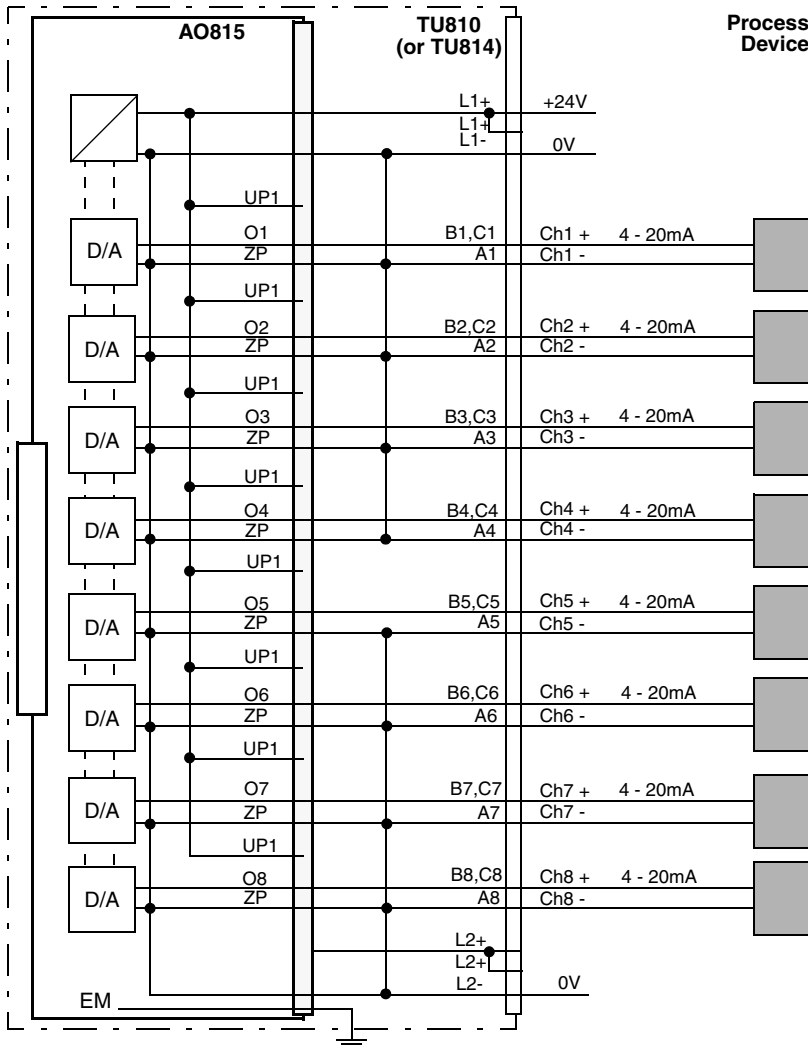 AO815
TU810
(or TU814)
Process
Device
L1+
+24V
L1+
L1-
0V
UP1
D/A
O1
B1,C1
Ch1 +
4 - 20mA
ZP
A1
Ch1 -
UP1
D/A
O2
B2,C2
Ch2 +
4 - 20mA
ZP
A2
Ch2 -
UP1
D/A
O3
B3,C3
Ch3 +
4 - 20mA
ZP
A3
Ch3 -
UP1
D/A
O4
B4,C4
Ch4 +
4 - 20mA
ZP
A4
Ch4 -
UP1
D/A
O5
B5,C5
Ch5 +
4 - 20mA
ZP
A5
Ch5 -
UP1
D/A
O6
B6,C6
Ch6 +
4 - 20mA
ZP
A6
Ch6 -
UP1
D/A
O7
B7,C7
Ch7 +
4 - 20mA
ZP
A7
Ch7 -
UP1
D/A
O8
B8,C8
Ch8 +
4 - 20mA
ZP
A8
Ch8 -
L2+
L2+
L2-
0V
EM